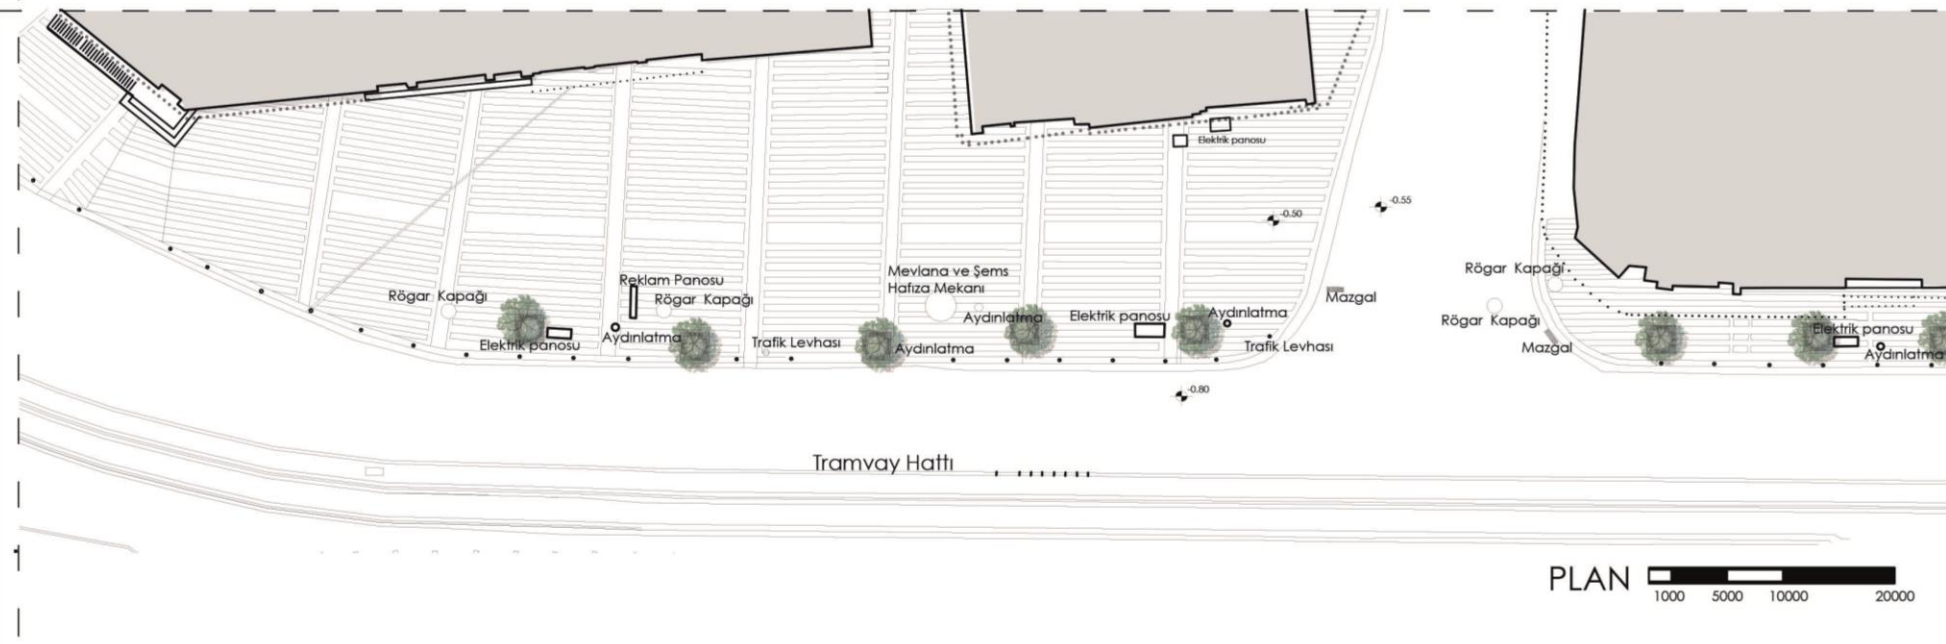 Elektrik panosu
-0.55
-0.50
Rögar Kapağı
Mevlana ve Şems
Hafıza Mekanı
Reklam Panosu
Rögar Kapağı
Rögar Kapağı
Mazgal
Aydınlatma
Elektrik panosu
Aydınlatma
Rögar Kapağı
Elektrik panosu
Aydınlatma
Elektrik panosu
Trafik Levhası
Aydınlatma
Trafik Levhası
Mazgal
Aydınlatma
-0.80
Tramvay Hattı
PLAN
1000 5000 10000 20000